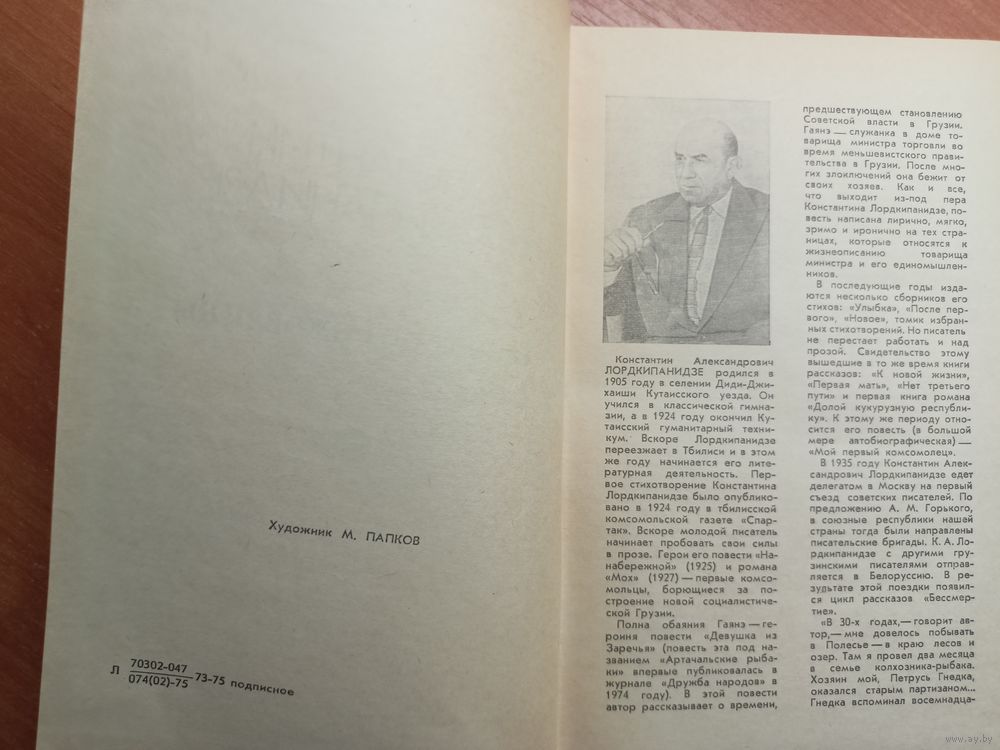 Художник М. ПАПКОВ
Л 70302-047
074(02)-75 73-75 подписное
Константин Александрович
ЛОРДКИПАНИДЗЕ родился в
1905 году в селении Диди-Джи-
хаиши Кутаисского уезда. Он
учился в классической гимна-
зии, а в 1924 году окончил Ку-
таисский гуманитарный техни-
кум. Вскоре Лордкипанидзе
переезжает в Тбилиси и в этом
же году начинается его лите-
ратурная деятельность. Пер-
вое стихотворение Константина
Лордкипанидзе было опублико-
вано в 1924 году в тбилисской
комсомольской газете «Спар-
так». Вскоре молодой писатель
начинает пробовать свои силы
в прозе. Герои его повести «На-
набережной» (1925) и романа
«Мох» (1927) — первые комсо-
мольцы, борющиеся за по-
строение новой социалистиче-
ской Грузии.
Полна обаяния Гаянэ — ге-
роиня повести «Девушка из
Заречья» (повесть эта под на-
званием «Артачальские рыба-
ки» впервые публиковалась в
журнале «Дружба народов» в
1974 году). В этой повести
автор рассказывает о времени,
предшествующем становлению
Советской власти в Грузии.
Гаянэ — служанка в доме то-
варища министра торговли во
время меньшевистского прави-
тельства в Грузии. После мно-
гих злоключений она бежит от
своих хозяев. Как и все,
что выходит из-под пера
Константина Лордкипанидзе, по-
весть написана лирично, мягко,
зримо и иронично на тех стра-
ницах, которые относятся к
жизнеописанию товарища
министра и его единомышлен-
ников.
В последующие годы изда-
ются несколько сборников его
стихов: «Улыбка», «После пер-
вого», «Новое», томик избран-
ных стихотворений. Но писатель
не перестает работать и над
прозой. Свидетельство этому
вышедшие в то же время книги
рассказов: «К новой жизни»,
«Первая мать», «Нет третьего
пути» и первая книга романа
«Долой кукурузную республи-
ку». К этому же периоду отно-
сится его повесть (в большой
мере автобиографическая) —
«Мой первый комсомолец».
В 1935 году Константин Алек-
сандрович Лордкипанидзе едет
делегатом в Москву на первый
съезд советских писателей. По
предложению А. М. Горького,
в союзные республики нашей
страны тогда были направлены
писательские бригады. К. А. Ло-
рдкипанидзе с другими гру-
зинскими писателями отправ-
ляется в Белоруссию. В ре-
зультате этой поездки появил-
ся цикл рассказов «Бессмер-
тие».
«В 30-х годах,— говорит ав-
тор,— мне довелось побывать
в Полесье — в краю лесов и
озер. Там я провел два месяца
в семье колхозника-рыбака.
Хозяин мой, Петрусь Гнедка,
оказался старым партизаном...
Гнедка вспоминал восемнадца-
www.ay.by